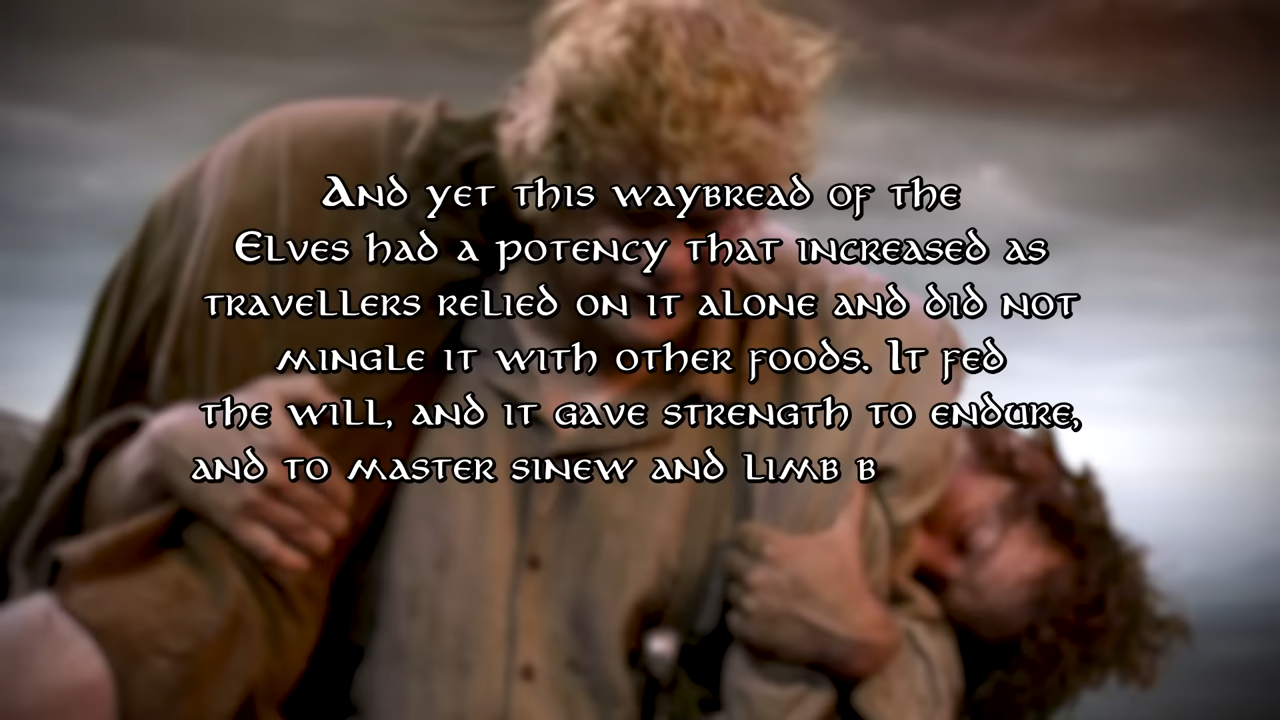 And yet this waybread of the
Elves had a potency that increased as
travellers relied on it alone and did not
mingle it with other foods. It fed
the will, and it gave strength to endure,
and to master sinew and limb b